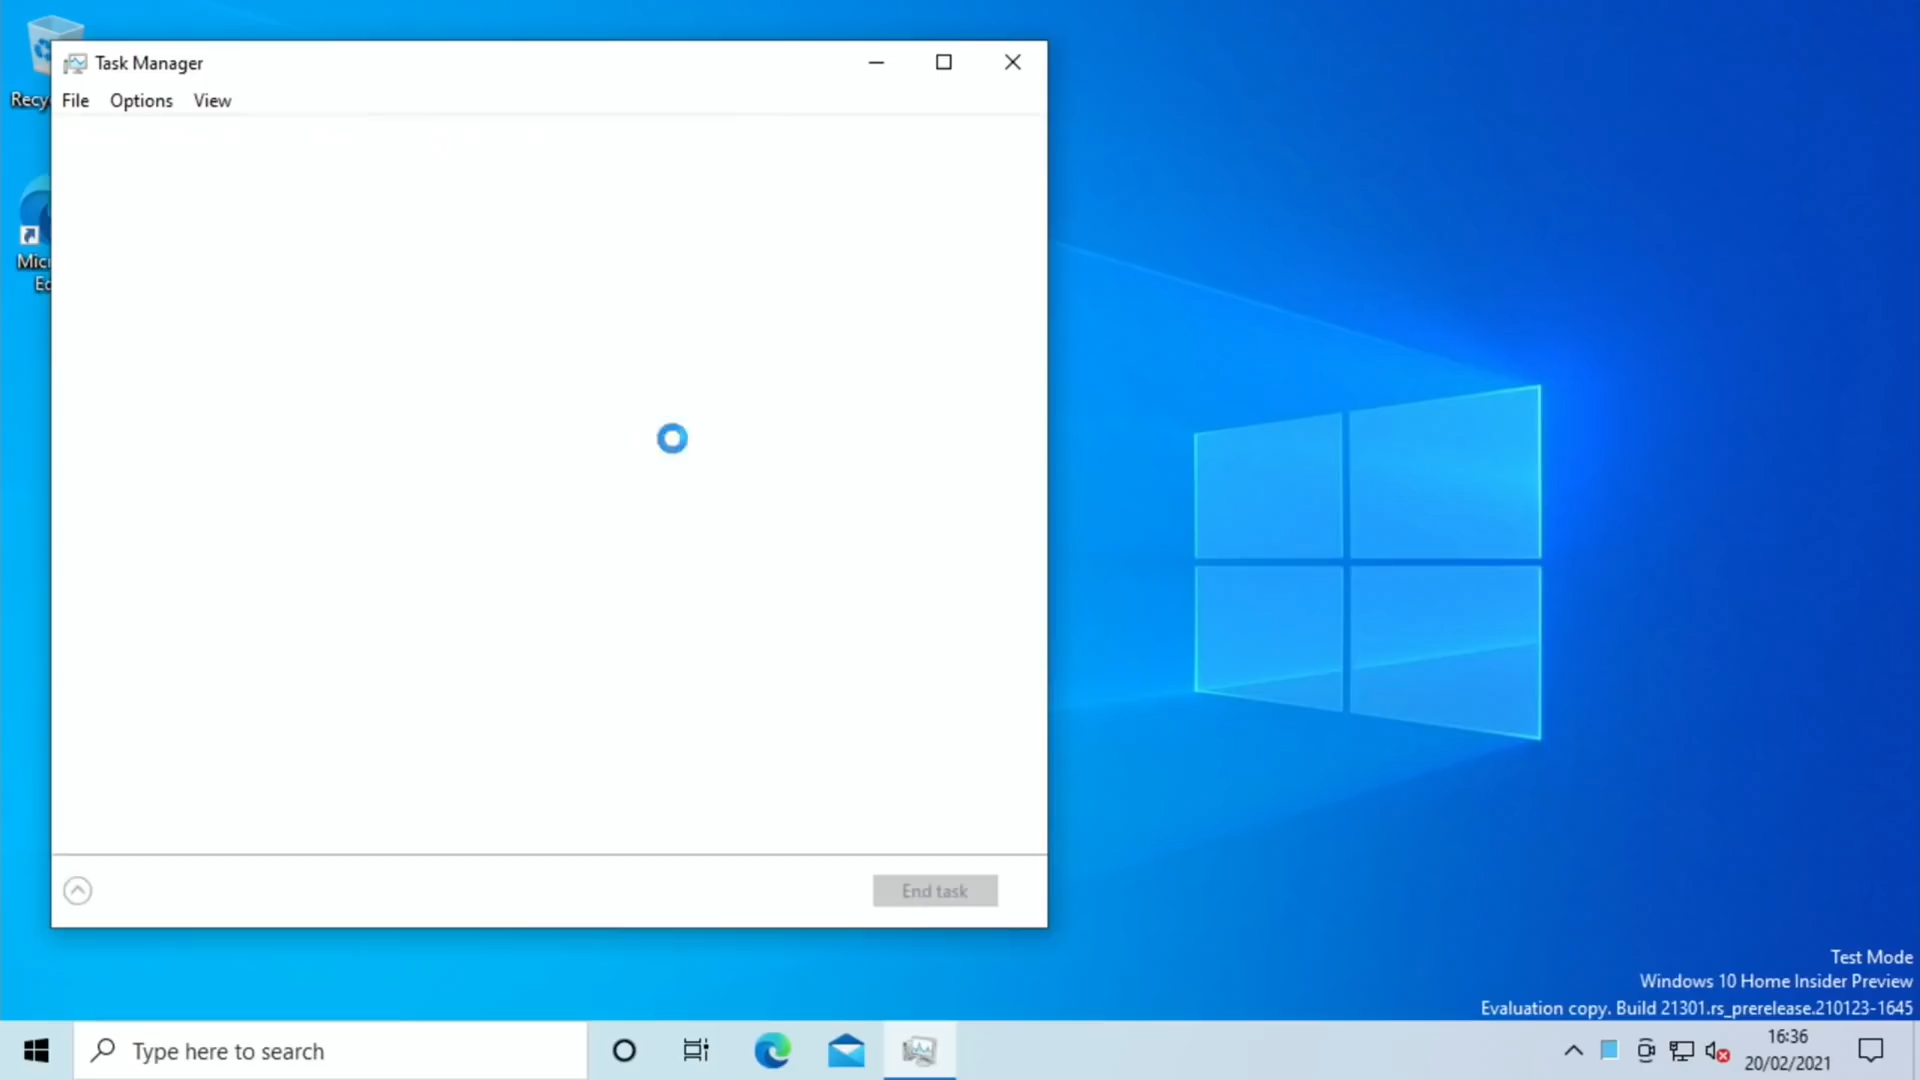 Task Manager
File Options View
Recy
Mic
Ed
End task
Test Mode
Windows 10 Home Insider Preview
Evaluation copy. Build 21301.rs_prerelease.210123-1645
Type here to search
16:36
20/02/2021